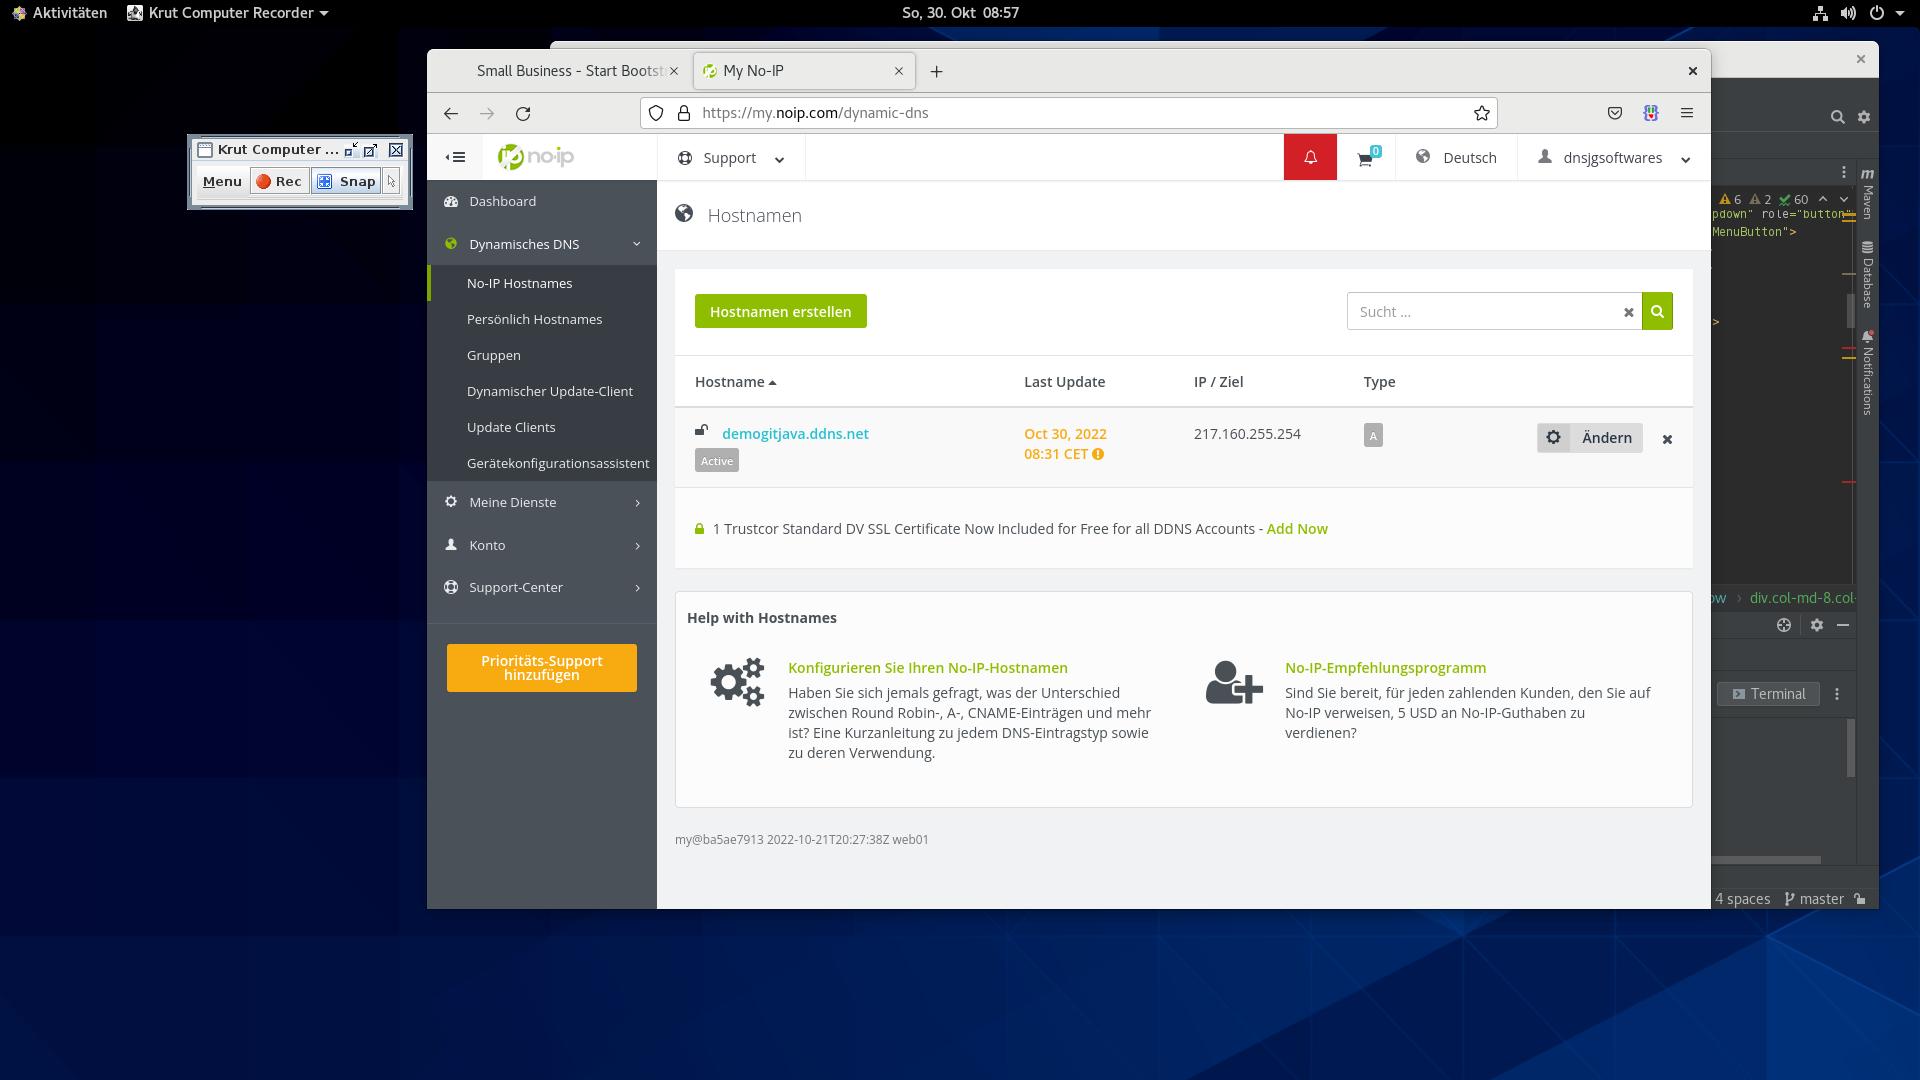 Aktivitäten
Krut Computer Recorder
So, 30. Okt 08:57
Small Business - Start Bootst
My No-IP
https://my.noip.com/dynamic-dns
Krut Computer ...
Menu
Rec
Snap
no-ip
Support
0
Deutsch
dnsjgsoftwares
Dashboard
Dynamisches DNS
No-IP Hostnames
Persönlich Hostnames
Gruppen
Dynamischer Update-Client
Update Clients
Gerätekonfigurationsassistent
Meine Dienste
Konto
Support-Center
Prioritäts-Support
hinzufügen
Hostnamen
Hostnamen erstellen
Sucht ...
Hostname
Last Update
IP / Ziel
Type
demogitjava.ddns.net
Active
Oct 30, 2022
08:31 CET
217.160.255.254
A
Ändern
1 Trustcor Standard DV SSL Certificate Now Included for Free for all DDNS Accounts - Add Now
Help with Hostnames
Konfigurieren Sie Ihren No-IP-Hostnamen
Haben Sie sich jemals gefragt, was der Unterschied
zwischen Round Robin-, A-, CNAME-Einträgen und mehr
ist? Eine Kurzanleitung zu jedem DNS-Eintragstyp sowie
zu deren Verwendung.
No-IP-Empfehlungsprogramm
Sind Sie bereit, für jeden zahlenden Kunden, den Sie auf
No-IP verweisen, 5 USD an No-IP-Guthaben zu
verdienen?
my@ba5ae7913 2022-10-21T20:27:38Z web01
6 2 60
pdown" role="button"
MenuButton">
>
m
Maven
Database
Notifications
ow
div.col-md-8.col-
Terminal
4 spaces
master